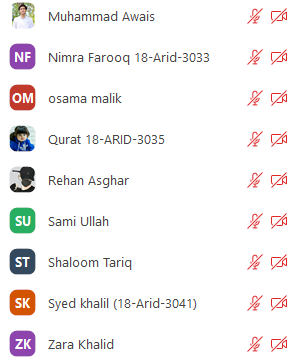 Muhammad Awais
NF Nimra Farooq 18-Arid-3033
OM osama malik
Qurat 18-ARID-3035
Rehan Asghar
SU Sami Ullah
ST Shaloom Tariq
SK Syed khalil (18-Arid-3041)
ZK Zara Khalid